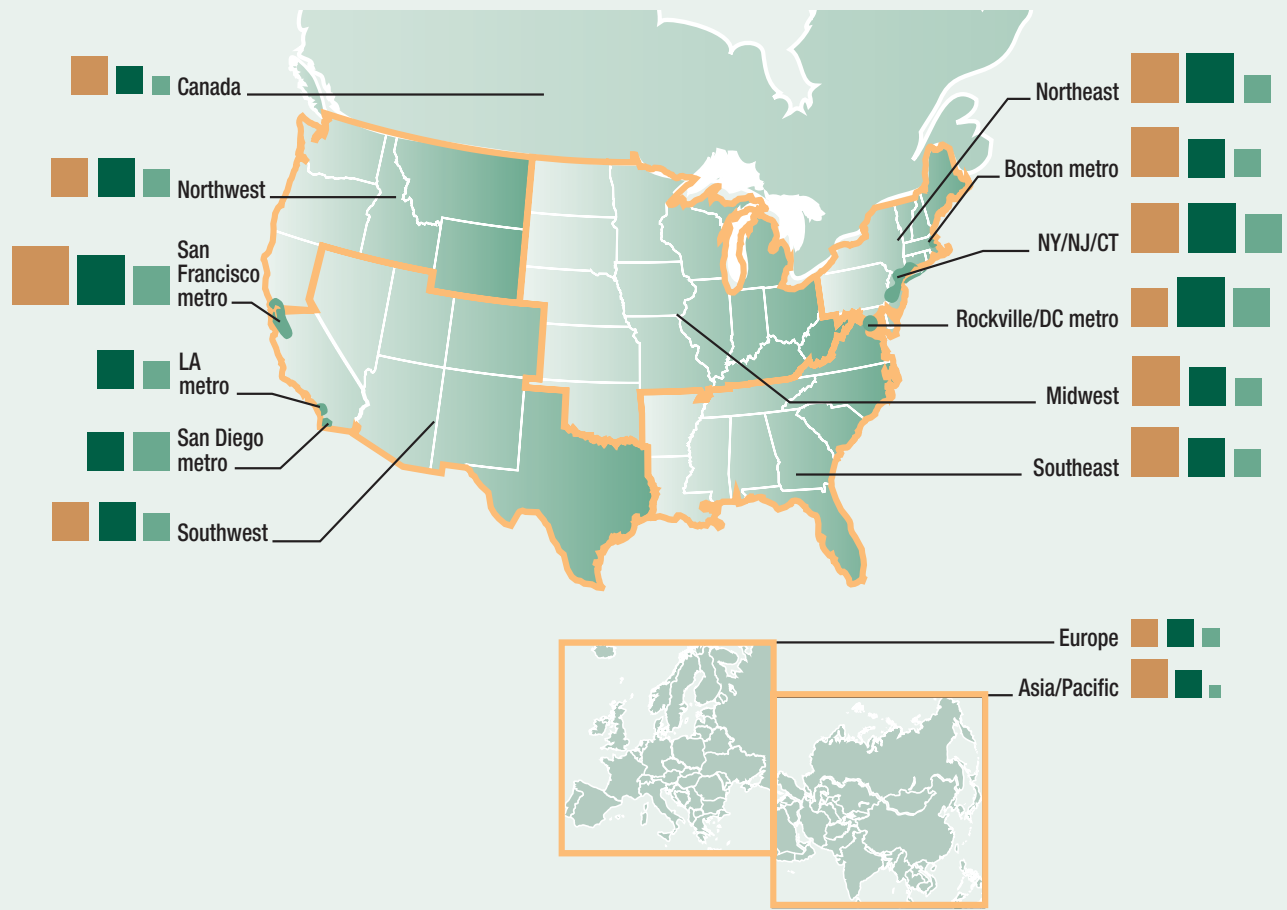 Canada
Northwest
San
Francisco
metro
LA
metro
San Diego
metro
Southwest
Northeast
Boston metro
NY/NJ/CT
Rockville/DC metro
Midwest
Southeast
Europe
Asia/Pacific